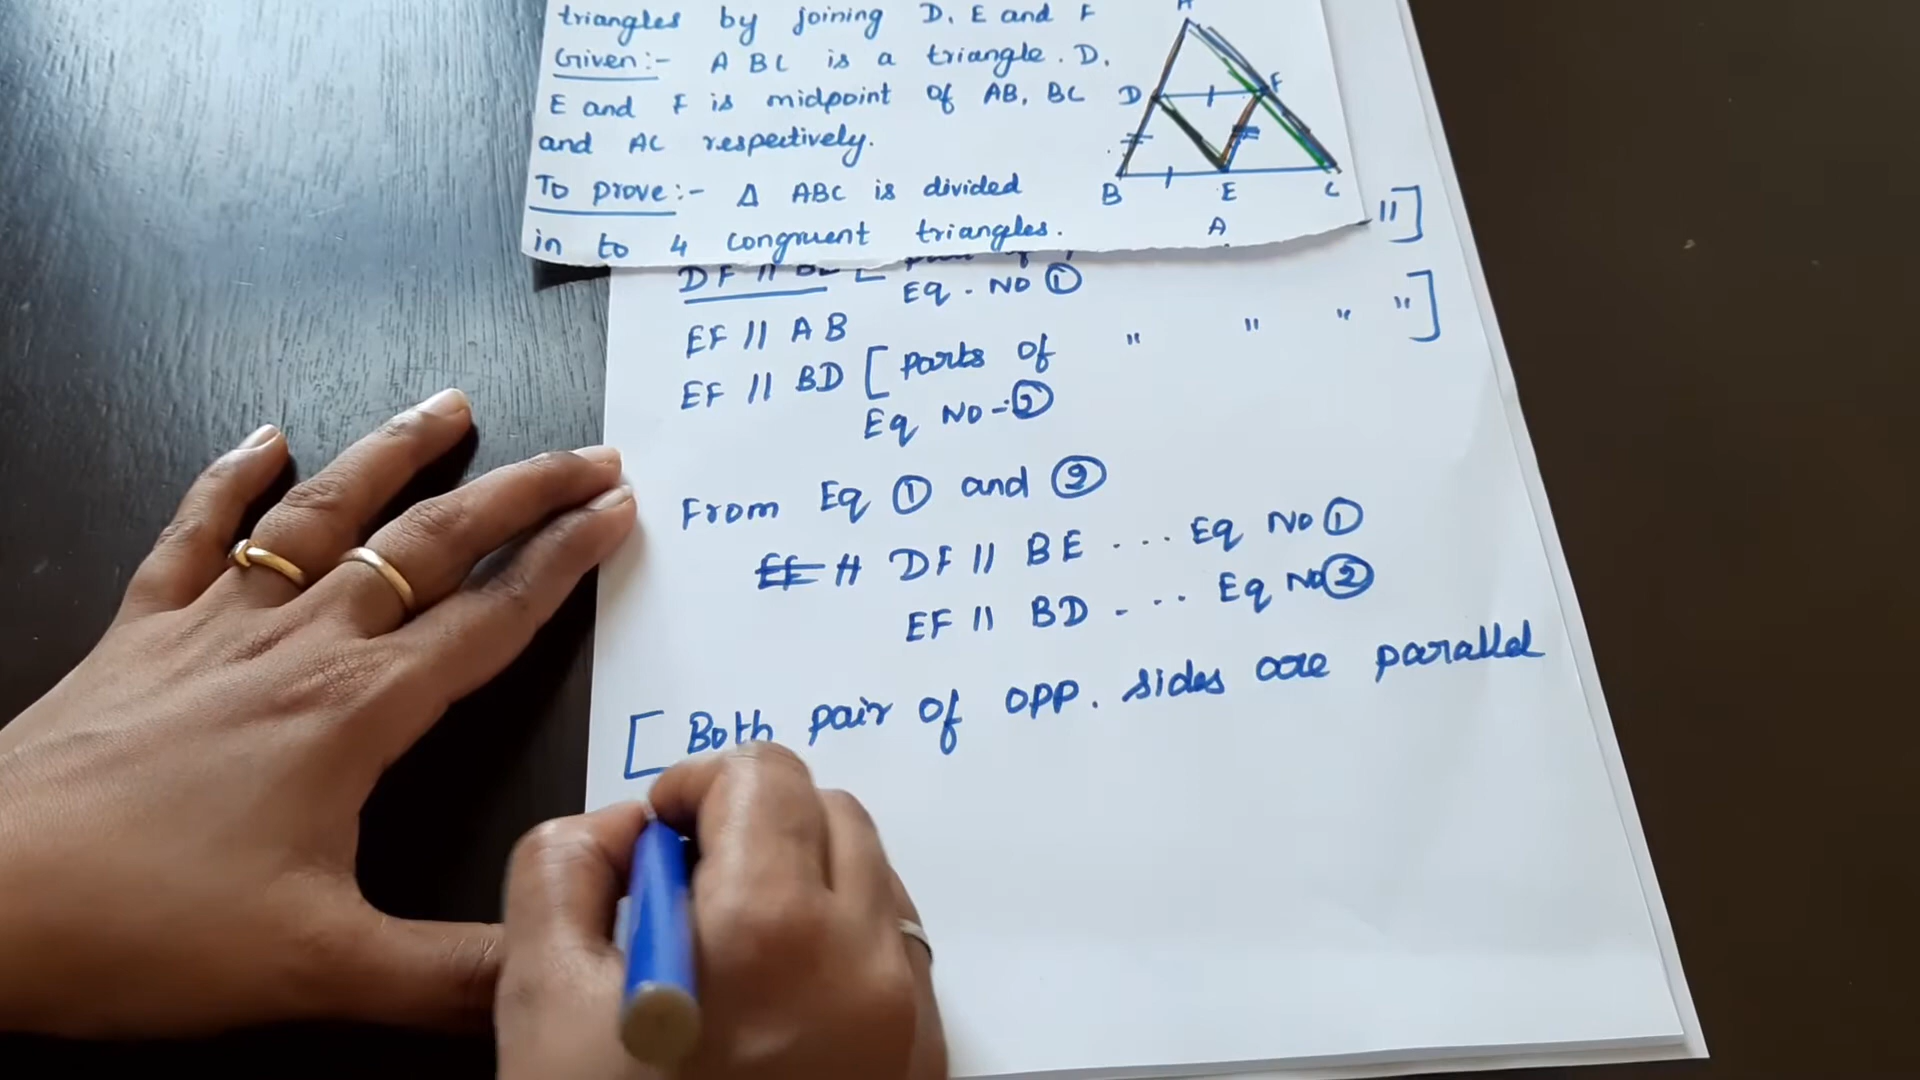 triangles by joining D, E and F
Given:- ABC is a triangle. D,
E and F is midpoint of AB, BC
and AC respectively.
To prove:- Δ ABC is divided
in to 4 congruent triangles.
A
D
F
B
E
C
A
||]
DF ||
Eq. No ①
EF || AB
EF || BD [parts of " " " "]
Eq No-②
From Eq ① and ②
DF || BE ... Eq No ①
EF || BD ... Eq No ②
[Both pair of opp. sides are parallel